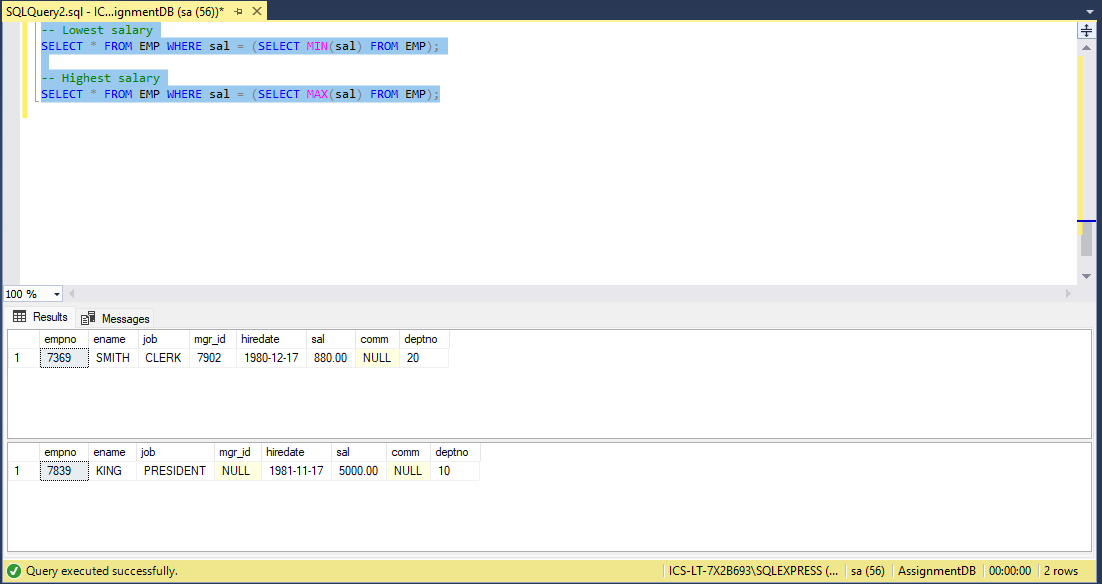 SQLQuery2.sql - IC...ignmentDB (sa (56))*
-- Lowest salary
SELECT * FROM EMP WHERE sal = (SELECT MIN(sal) FROM EMP);
-- Highest salary
SELECT * FROM EMP WHERE sal = (SELECT MAX(sal) FROM EMP);
100 %
Results Messages
empno ename job mgr_id hiredate sal comm deptno
1 7369 SMITH CLERK 7902 1980-12-17 880.00 NULL 20
empno ename job mgr_id hiredate sal comm deptno
1 7839 KING PRESIDENT NULL 1981-11-17 5000.00 NULL 10
Query executed successfully. ICS-LT-7X2B693\SQLEXPRESS (... sa (56) AssignmentDB 00:00:00 2 rows